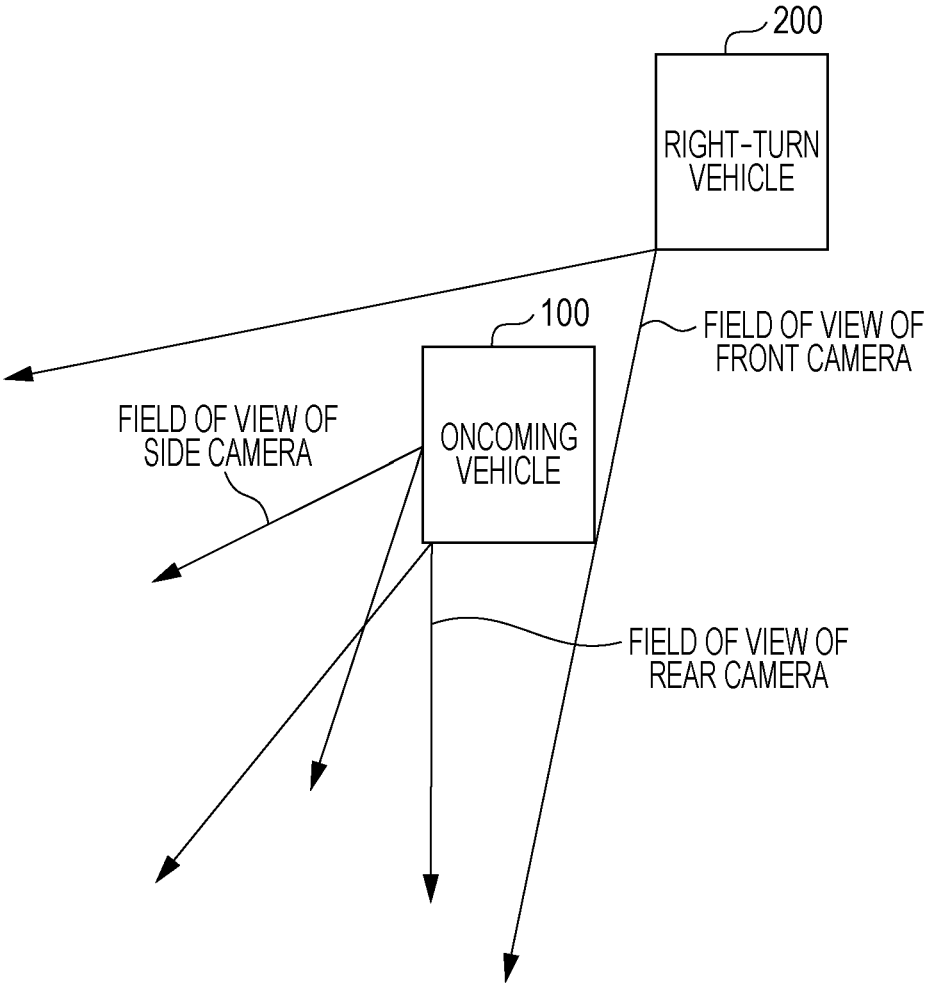 200
RIGHT-TURN
VEHICLE
100
FIELD OF VIEW OF
FRONT CAMERA
FIELD OF VIEW OF
SIDE CAMERA
ONCOMING
VEHICLE
FIELD OF VIEW OF
REAR CAMERA